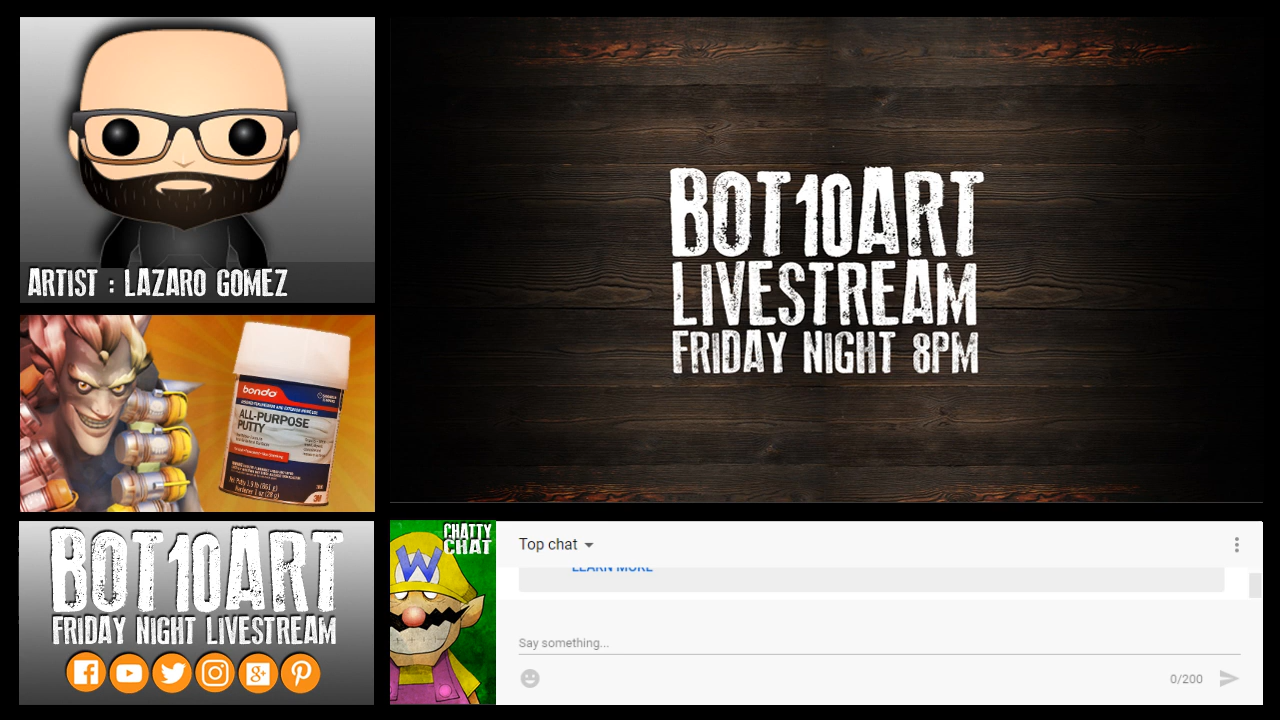 ARTIST : LAZARO GOMEZ
BOT10ART
LIVESTREAM
FRIDAY NIGHT 8PM
bondo
ALL-PURPOSE
PUTTY
3M
BOT10ART
FRIDAY NIGHT LIVESTREAM
CHATTY
CHAT
W
Top chat
LEARN MORE
Say something...
0/200